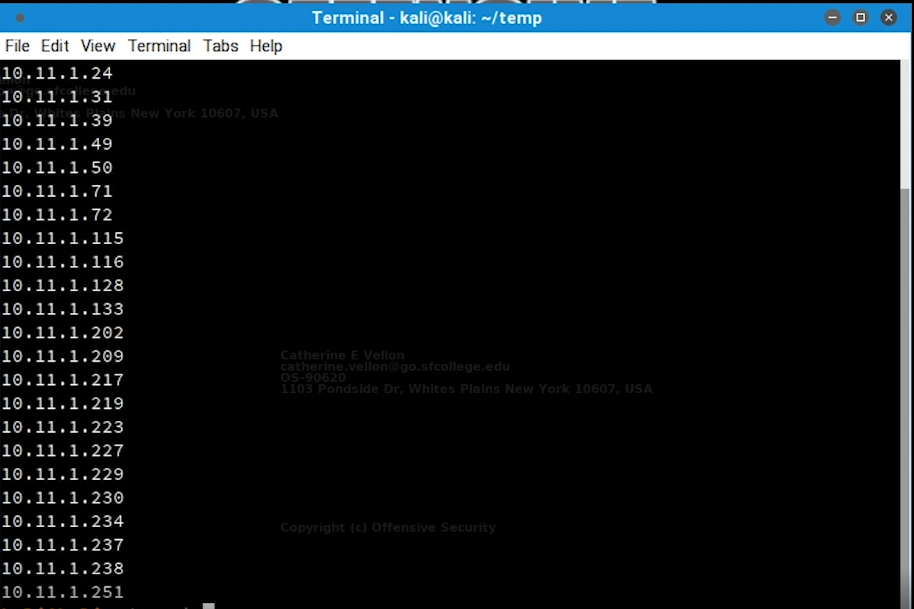 Terminal - kali@kali: ~/temp
File Edit View Terminal Tabs Help
10.11.1.24
10.11.1.31
10.11.1.39
10.11.1.49
10.11.1.50
10.11.1.71
10.11.1.72
10.11.1.115
10.11.1.116
10.11.1.128
10.11.1.133
10.11.1.202
10.11.1.209
10.11.1.217
10.11.1.219
10.11.1.223
10.11.1.227
10.11.1.229
10.11.1.230
10.11.1.234
10.11.1.237
10.11.1.238
10.11.1.251
Dr, Whites Plains New York 10607, USA
Catherine E Vellon
catherine.vellon@go.sfcollege.edu
OS-90620
1103 Pondside Dr, Whites Plains New York 10607, USA
Copyright (c) Offensive Security